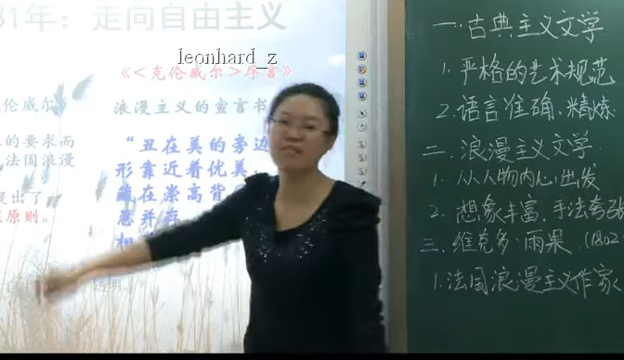 31年：走向自由主义
leonhard_z
《<克伦威尔>序言》
伦威尔》
浪漫主义的宣言书
的要求而
法国浪漫
提出了
原则。
“丑在美的旁边
形靠近着优美
藏在崇高背
恶并存
一.古典主义文学
1.严格的艺术规范
2.语言准确、精炼
二.浪漫主义文学.
1.从人物内心出发
2.想象丰富.手法夸张
三.维克多·雨果.(1802
1.法国浪漫主义作家